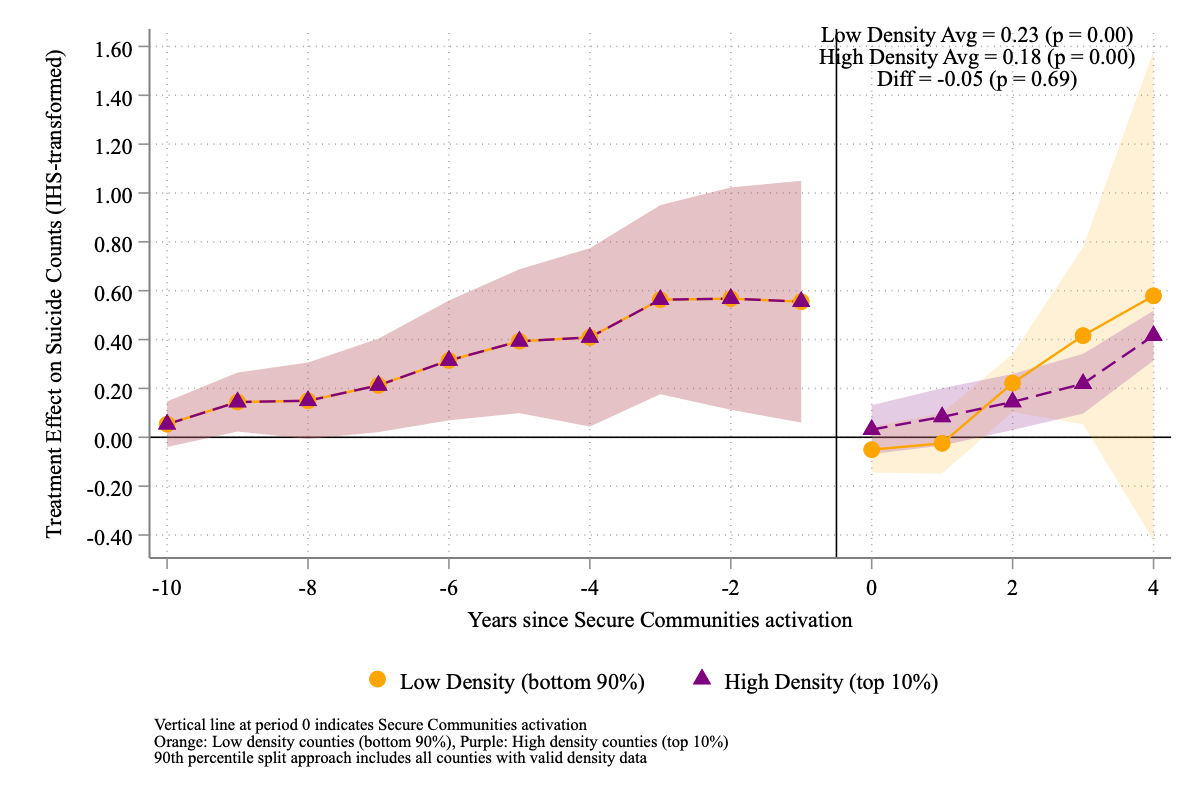 Low Density Avg = 0.23 (p = 0.00)
High Density Avg = 0.18 (p = 0.00)
Diff = -0.05 (p = 0.69)
Treatment Effect on Suicide Counts (IHS-transformed)
1.60
1.40
1.20
1.00
0.80
0.60
0.40
0.20
0.00
-0.20
-0.40
-10 -8 -6 -4 -2 0 2 4
Years since Secure Communities activation
Low Density (bottom 90%) High Density (top 10%)
Vertical line at period 0 indicates Secure Communities activation
Orange: Low density counties (bottom 90%), Purple: High density counties (top 10%)
90th percentile split approach includes all counties with valid density data